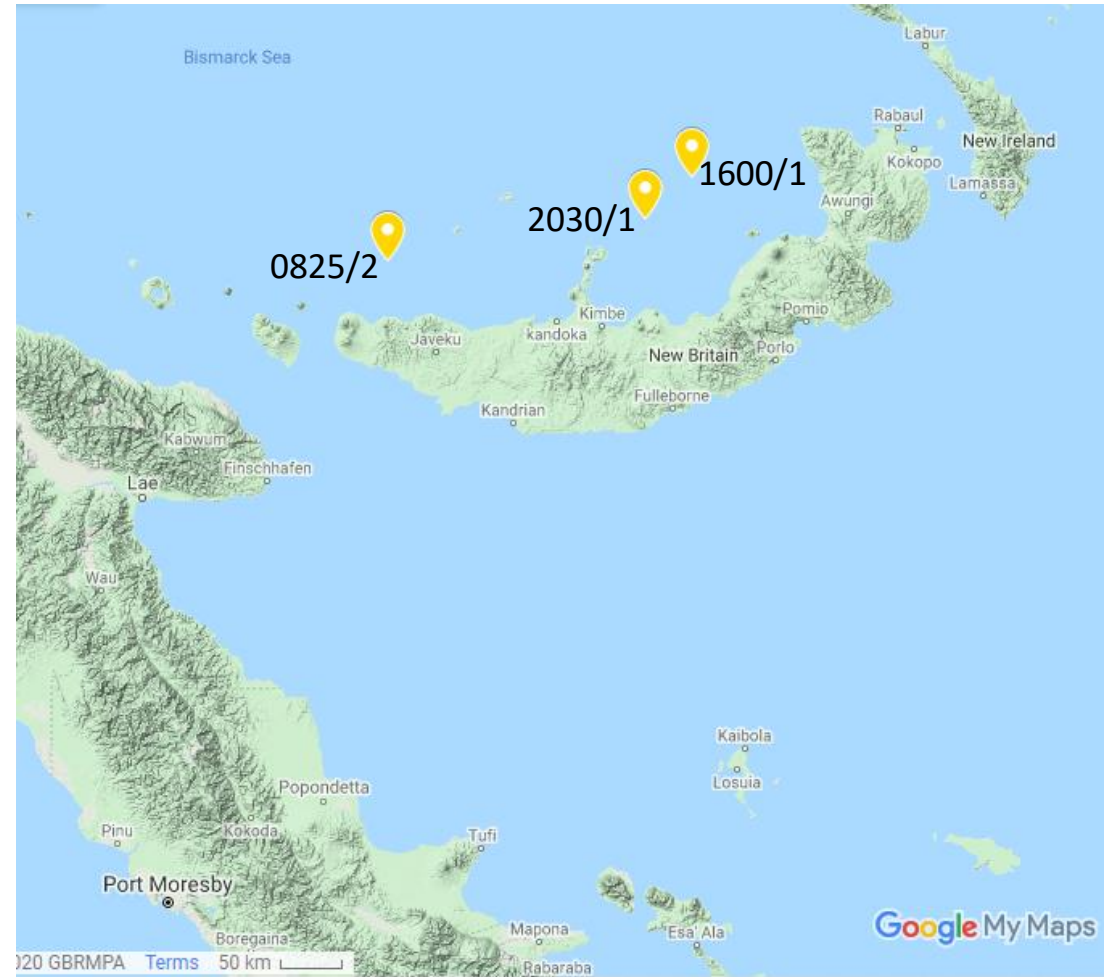 Labur
Bismarck Sea
Rabaul
New Ireland
Kokopo
1600/1
Lamassa
Awungi
2030/1
0825/2
Pomio
Kimbe
kandoka
Javeku
New Britain
Porlo
Fulleborne
Kandrian
Kabwum
Finschhafen
Lae
Wau
Kaibola
Losuia
Popondetta
Pinu
Kokoda
Tufi
Port Moresby
Mapona
Esa' Ala
Google My Maps
Boregaina
020 GBRMPA Terms 50 km
Rabaraba